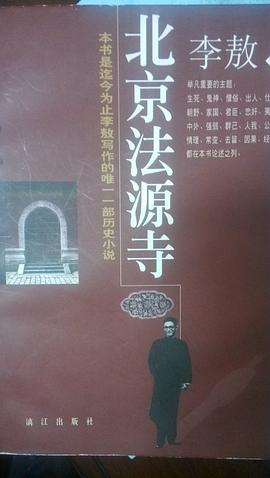 北京法源寺
李敖
本书是迄今为止李敖写作的唯一一部历史小说
举凡重要的主题：
生死、鬼神、僧俗、出入、仕
朝野、家国、君臣、忠奸、夷
中外、强弱、群己、人我、公
情理、常变、去留、因果、经
都在本书论述之列。
漓江出版社